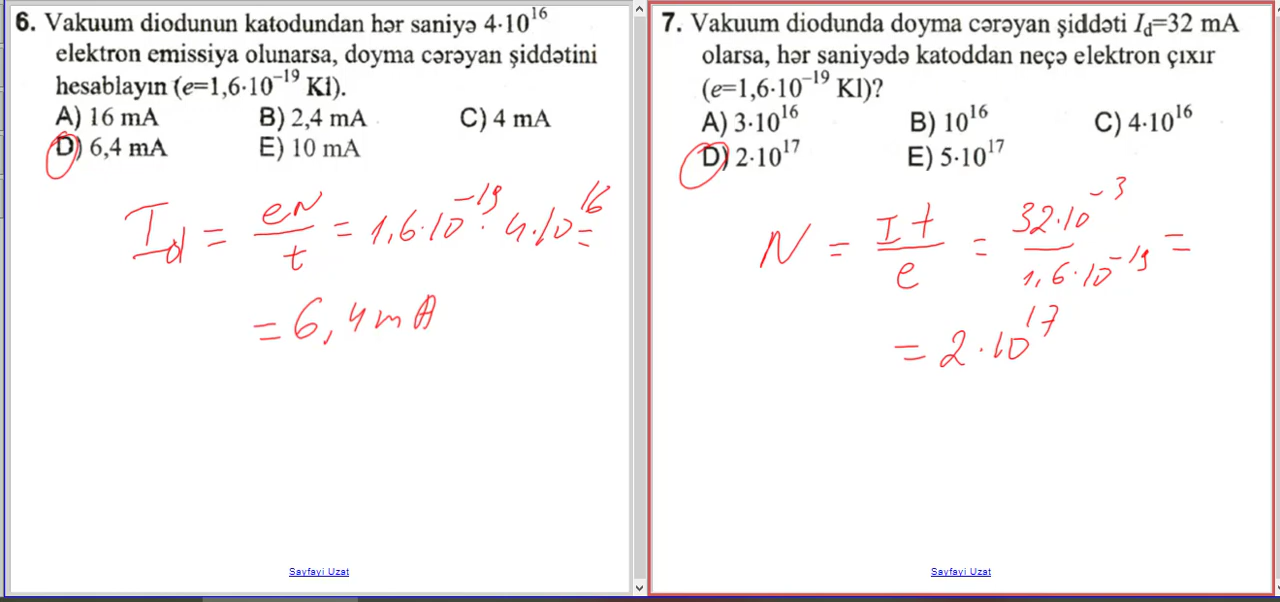 6. Vakuum diodunun katodundan hər saniyə 4·10¹⁶
elektron emissiya olunarsa, doyma cərəyan şiddətini
hesablayın (e=1,6·10⁻¹⁹ Kl).
A) 16 mA B) 2,4 mA C) 4 mA
D) 6,4 mA E) 10 mA
I_d = eN/t = 1,6·10⁻¹⁹·4·10¹⁶ =
= 6,4 mA
Sayfayi Uzat
7. Vakuum diodunda doyma cərəyan şiddəti I_d=32 mA
olarsa, hər saniyədə katoddan neçə elektron çıxır
(e=1,6·10⁻¹⁹ Kl)?
A) 3·10¹⁶ B) 10¹⁶ C) 4·10¹⁶
D) 2·10¹⁷ E) 5·10¹⁷
N = It/e = 32·10⁻³/1,6·10⁻¹⁹ =
= 2·10¹⁷
Sayfayi Uzat